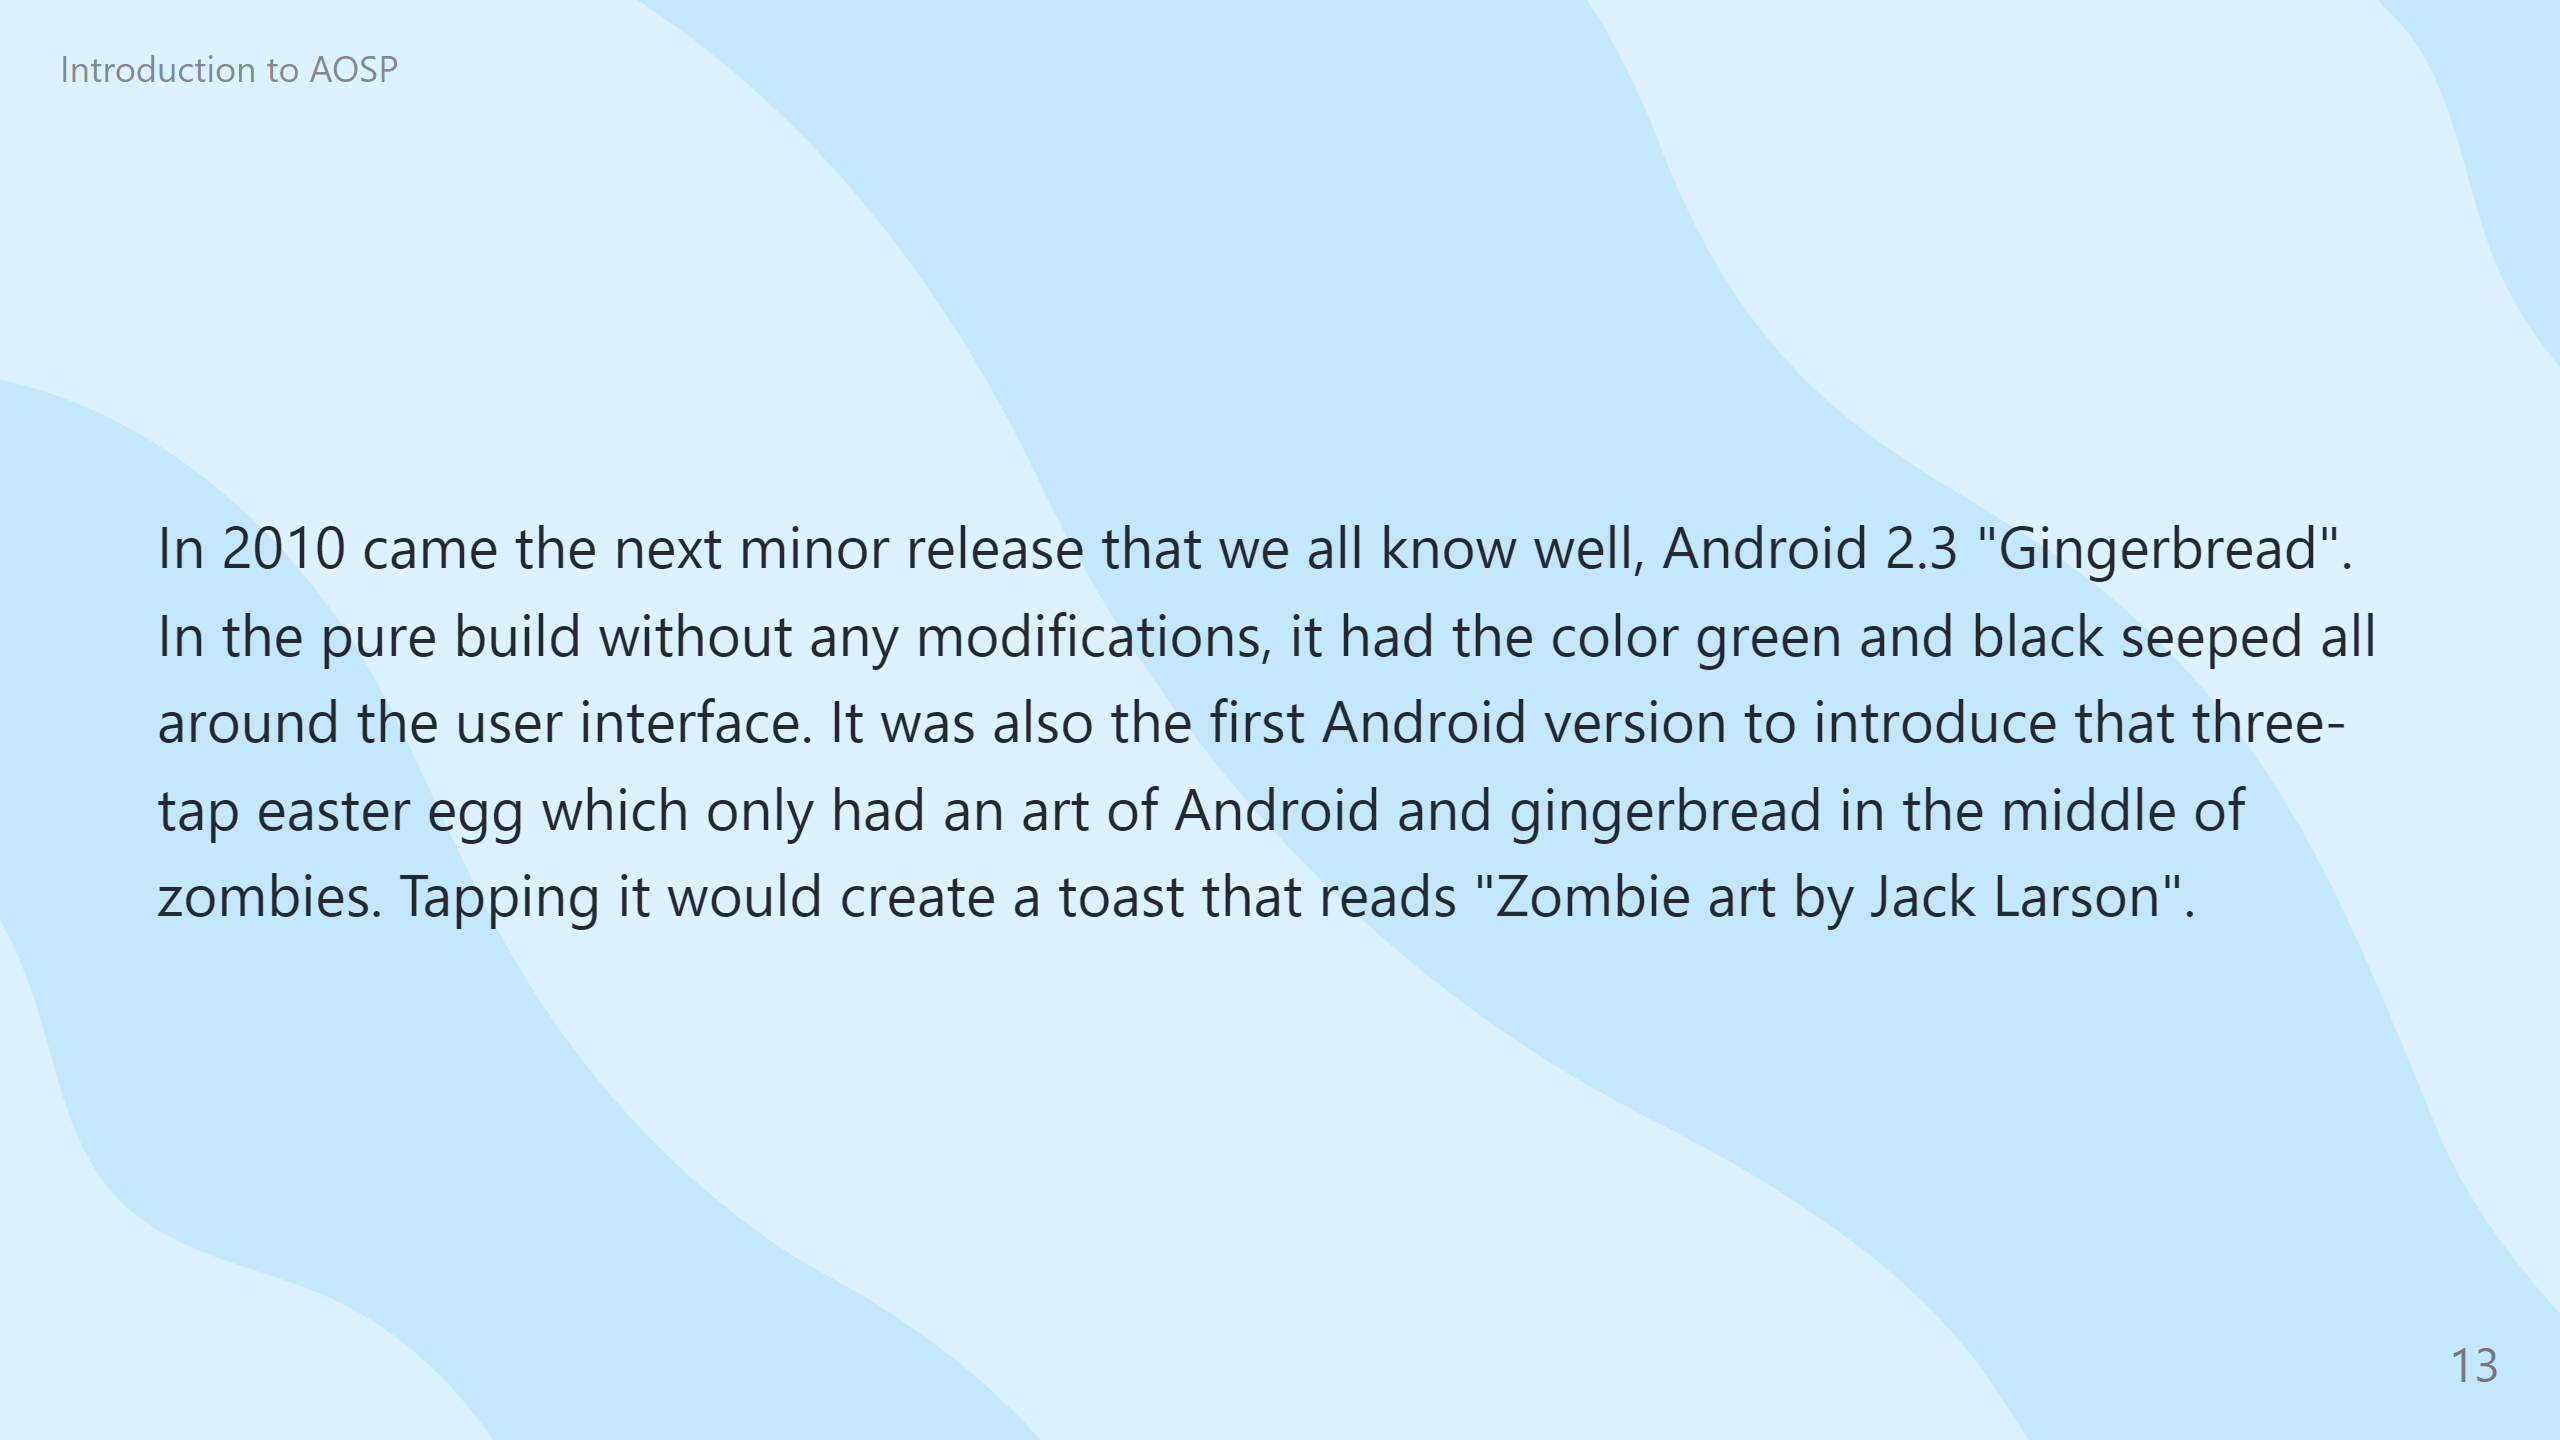 Introduction to AOSP
In 2010 came the next minor release that we all know well, Android 2.3 "Gingerbread".
In the pure build without any modifications, it had the color green and black seeped all
around the user interface. It was also the first Android version to introduce that three-
tap easter egg which only had an art of Android and gingerbread in the middle of
zombies. Tapping it would create a toast that reads "Zombie art by Jack Larson".
13